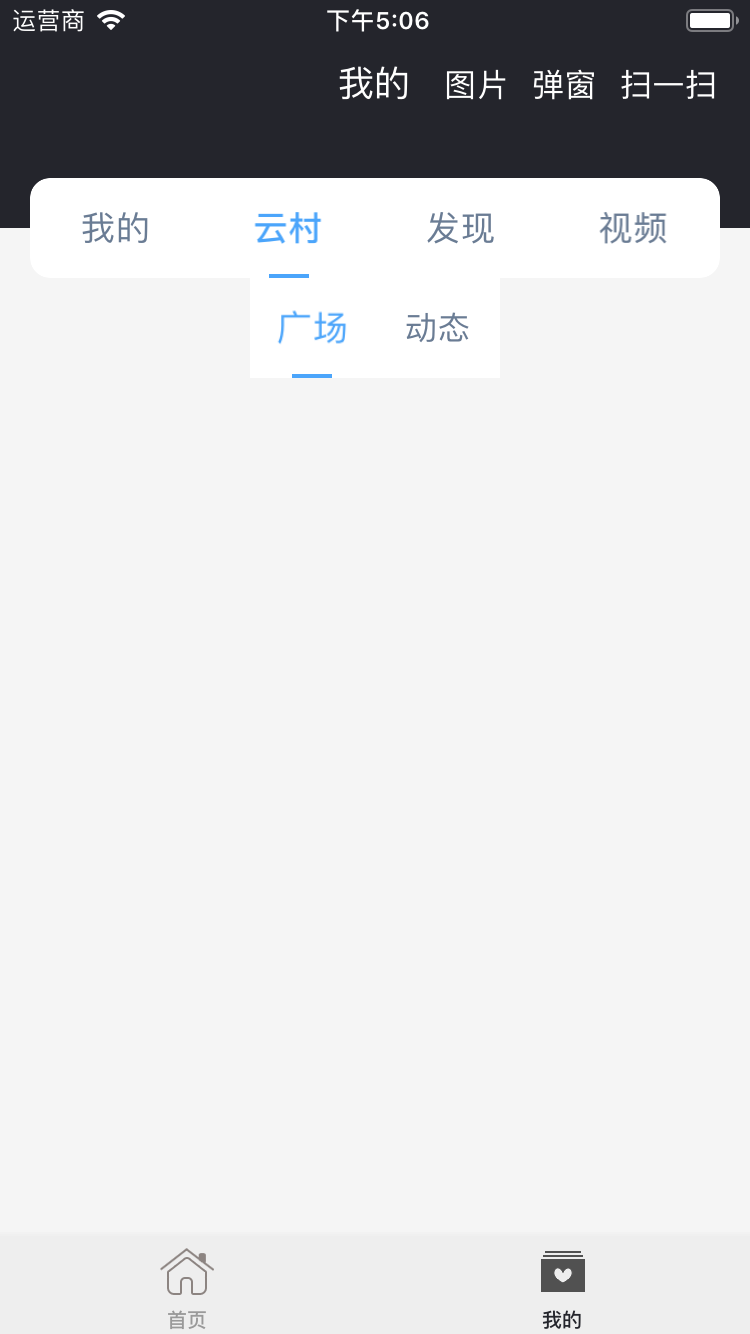 运营商 下午5:06
我的 图片 弹窗 扫一扫
我的 云村 发现 视频
广场 动态
首页 我的